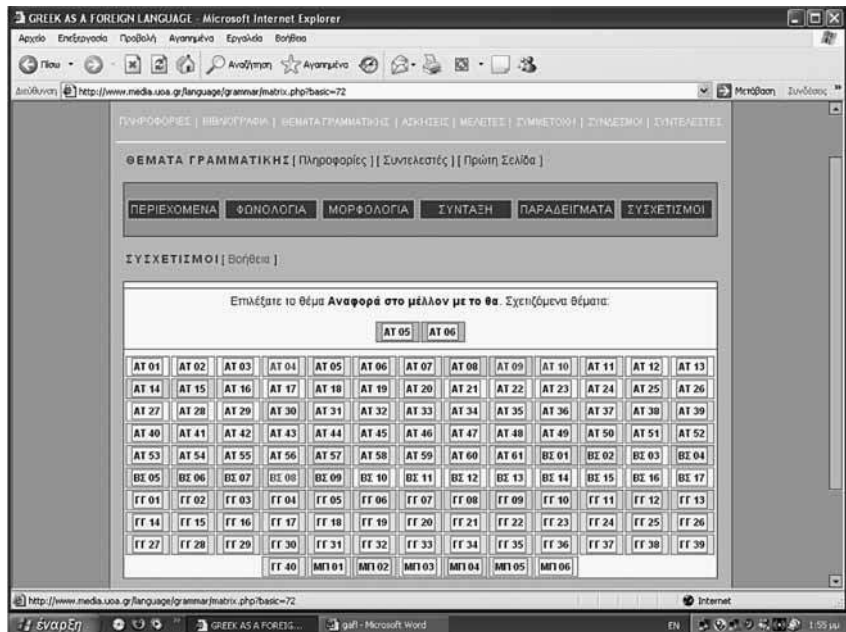 GREEK AS A FOREIGN LANGUAGE - Microsoft Internet Explorer
Αρχείο Επεξεργασία Προβολή Αγαπημένα Εργαλεία Βοήθεια
Πίσω Αναζήτηση Αγαπημένα
Διεύθυνση http://www.media.uoa.gr/language/grammar/matrix.php?basic=72 Μετάβαση Συνδέσεις
ΠΛΗΡΟΦΟΡΙΕΣ | ΒΙΒΛΙΟΓΡΑΦΙΑ | ΘΕΜΑΤΑ ΓΡΑΜΜΑΤΙΚΗΣ | ΑΣΚΗΣΕΙΣ | ΜΕΛΕΤΕΣ | ΣΥΜΜΕΤΟΧΗ | ΣΥΝΔΕΣΜΟΙ | ΣΥΝΤΕΛΕΣΤΕΣ
ΘΕΜΑΤΑ ΓΡΑΜΜΑΤΙΚΗΣ [ Πληροφορίες ] [ Συντελεστές ] [ Πρώτη Σελίδα ]
ΠΕΡΙΕΧΟΜΕΝΑ ΦΩΝΟΛΟΓΙΑ ΜΟΡΦΟΛΟΓΙΑ ΣΥΝΤΑΞΗ ΠΑΡΑΔΕΙΓΜΑΤΑ ΣΥΣΧΕΤΙΣΜΟΙ
ΣΥΣΧΕΤΙΣΜΟΙ [ Βοήθεια ]
Επιλέξατε το θέμα Αναφορά στο μέλλον με το θα. Σχετιζόμενα θέματα:
ΑΤ 05 ΑΤ 06
ΑΤ 01 ΑΤ 02 ΑΤ 03 ΑΤ 04 ΑΤ 05 ΑΤ 06 ΑΤ 07 ΑΤ 08 ΑΤ 09 ΑΤ 10 ΑΤ 11 ΑΤ 12 ΑΤ 13
ΑΤ 14 ΑΤ 15 ΑΤ 16 ΑΤ 17 ΑΤ 18 ΑΤ 19 ΑΤ 20 ΑΤ 21 ΑΤ 22 ΑΤ 23 ΑΤ 24 ΑΤ 25 ΑΤ 26
ΑΤ 27 ΑΤ 28 ΑΤ 29 ΑΤ 30 ΑΤ 31 ΑΤ 32 ΑΤ 33 ΑΤ 34 ΑΤ 35 ΑΤ 36 ΑΤ 37 ΑΤ 38 ΑΤ 39
ΑΤ 40 ΑΤ 41 ΑΤ 42 ΑΤ 43 ΑΤ 44 ΑΤ 45 ΑΤ 46 ΑΤ 47 ΑΤ 48 ΑΤ 49 ΑΤ 50 ΑΤ 51 ΑΤ 52
ΑΤ 53 ΑΤ 54 ΑΤ 55 ΑΤ 56 ΑΤ 57 ΑΤ 58 ΑΤ 59 ΑΤ 60 ΑΤ 61 ΒΣ 01 ΒΣ 02 ΒΣ 03 ΒΣ 04
ΒΣ 05 ΒΣ 06 ΒΣ 07 ΒΣ 08 ΒΣ 09 ΒΣ 10 ΒΣ 11 ΒΣ 12 ΒΣ 13 ΒΣ 14 ΒΣ 15 ΒΣ 16 ΒΣ 17
ΓΓ 01 ΓΓ 02 ΓΓ 03 ΓΓ 04 ΓΓ 05 ΓΓ 06 ΓΓ 07 ΓΓ 08 ΓΓ 09 ΓΓ 10 ΓΓ 11 ΓΓ 12 ΓΓ 13
ΓΓ 14 ΓΓ 15 ΓΓ 16 ΓΓ 17 ΓΓ 18 ΓΓ 19 ΓΓ 20 ΓΓ 21 ΓΓ 22 ΓΓ 23 ΓΓ 24 ΓΓ 25 ΓΓ 26
ΓΓ 27 ΓΓ 28 ΓΓ 29 ΓΓ 30 ΓΓ 31 ΓΓ 32 ΓΓ 33 ΓΓ 34 ΓΓ 35 ΓΓ 36 ΓΓ 37 ΓΓ 38 ΓΓ 39
ΓΓ 40 ΜΠ 01 ΜΠ 02 ΜΠ 03 ΜΠ 04 ΜΠ 05 ΜΠ 06
http://www.media.uoa.gr/language/grammar/matrix.php?basic=72 Internet
έναρξη GREEK AS A FOREIG... gafl - Microsoft Word EN 1:55 μμ